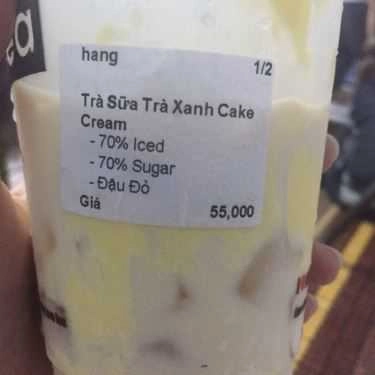 hang
1/2
Trà Sữa Trà Xanh Cake
Cream
- 70% Iced
- 70% Sugar
- Đậu Đỏ
Giá 55,000